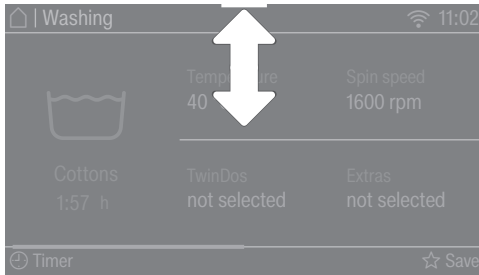 | Washing 11:02
Temperature Spin speed
40 1600 rpm
Cottons TwinDos Extras
1:57 h not selected not selected
Timer Save